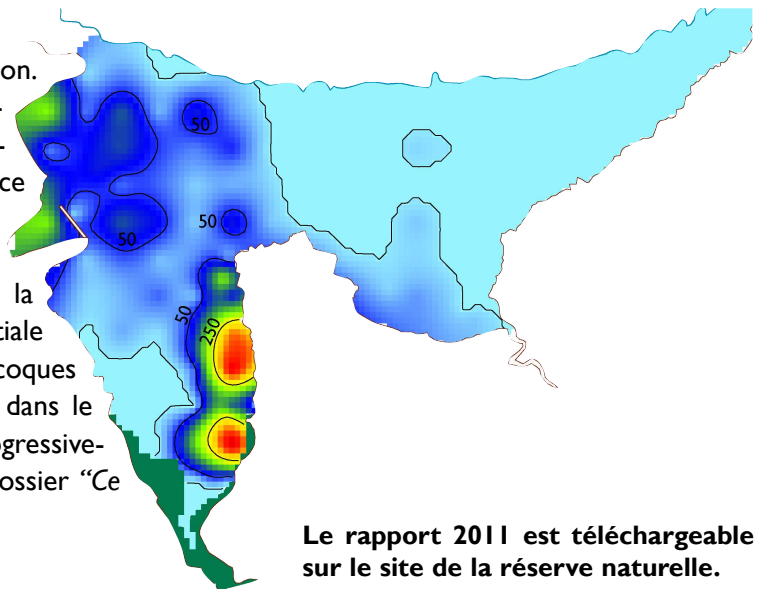 on.
-
-
ce
la
tiale
coques
dans le
ogressive-
ossier “Ce
50
50
50
50
250
Le rapport 2011 est téléchargeable
sur le site de la réserve naturelle.